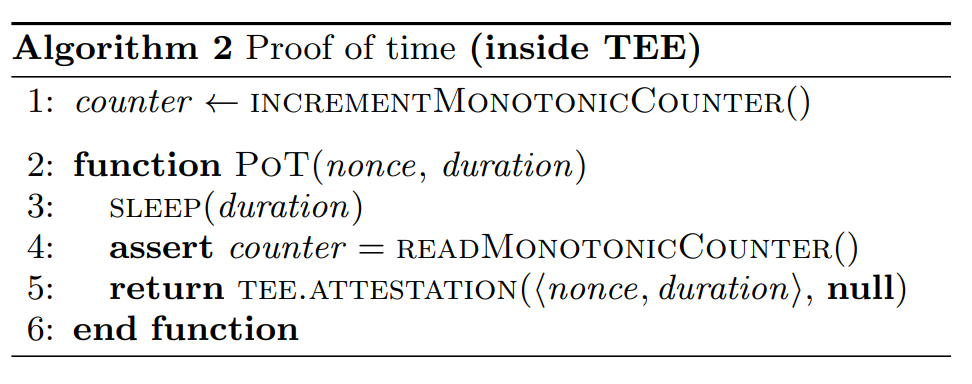 Algorithm 2 Proof of time (inside TEE)
1: counter ← INCREMENTMONOTONICCOUNTER()
2: function POT(nonce, duration)
3: SLEEP(duration)
4: assert counter = READMONOTONICCOUNTER()
5: return TEE.ATTESTATION(⟨nonce, duration⟩, null)
6: end function